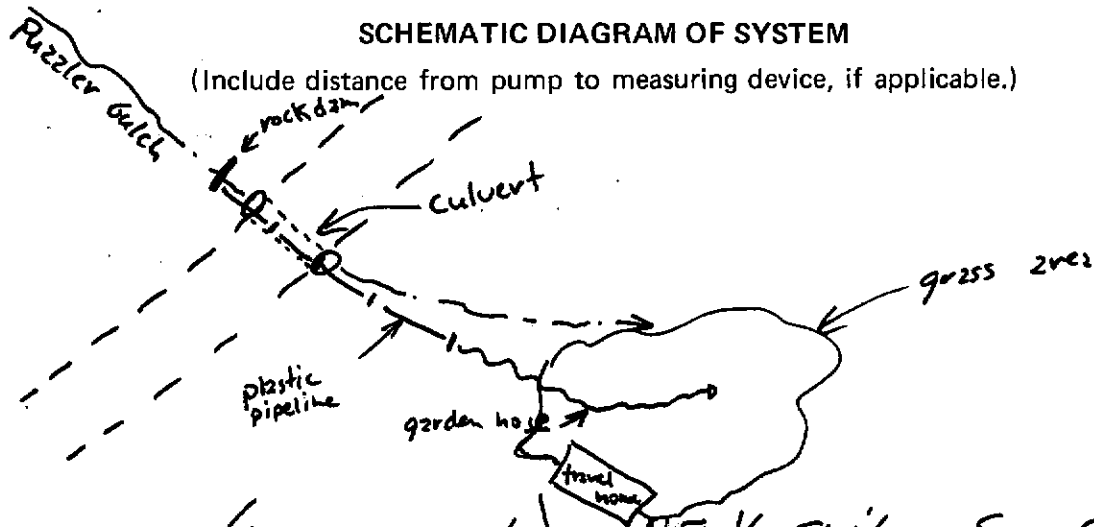 SCHEMATIC DIAGRAM OF SYSTEM
(Include distance from pump to measuring device, if applicable.)
Puzzler Gulch
rock dam
culvert
grass area
plastic
pipeline
garden hose
travel
home